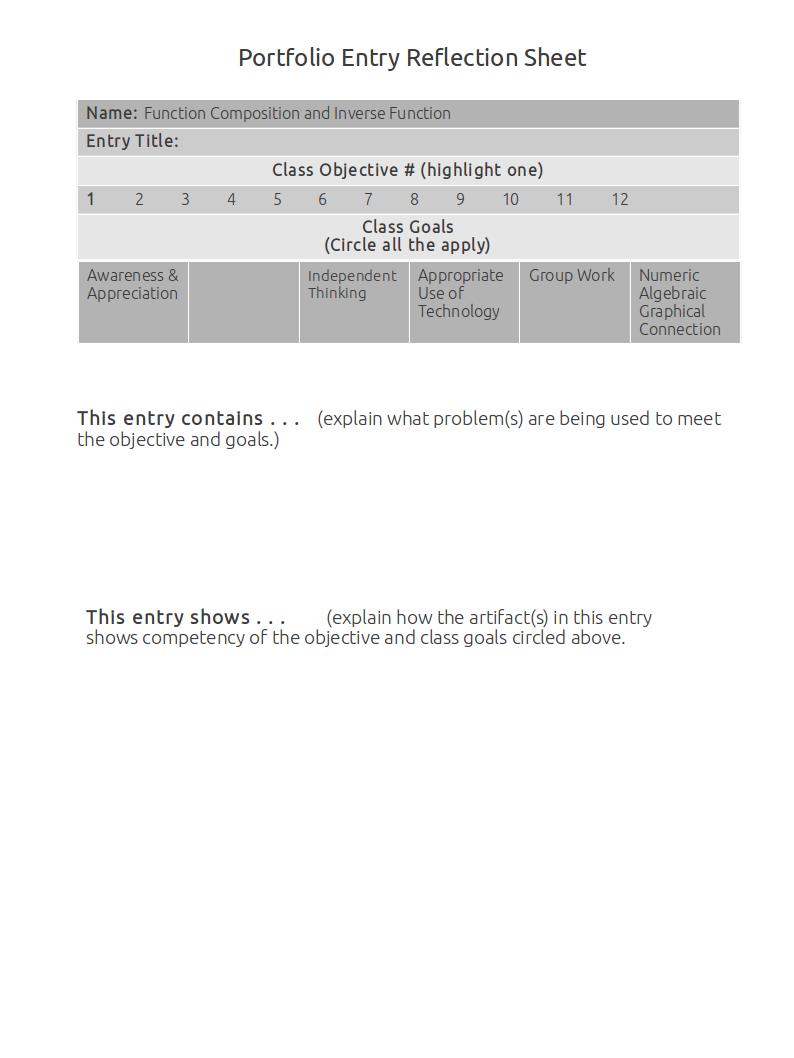 Portfolio Entry Reflection Sheet
Name: Function Composition and Inverse Function
Entry Title:
Class Objective # (highlight one)
1 2 3 4 5 6 7 8 9 10 11 12
Class Goals
(Circle all the apply)
Awareness &
Appreciation
Independent
Thinking
Appropriate
Use of
Technology
Group Work
Numeric
Algebraic
Graphical
Connection
This entry contains . . . (explain what problem(s) are being used to meet
the objective and goals.)
This entry shows . . . (explain how the artifact(s) in this entry
shows competency of the objective and class goals circled above.